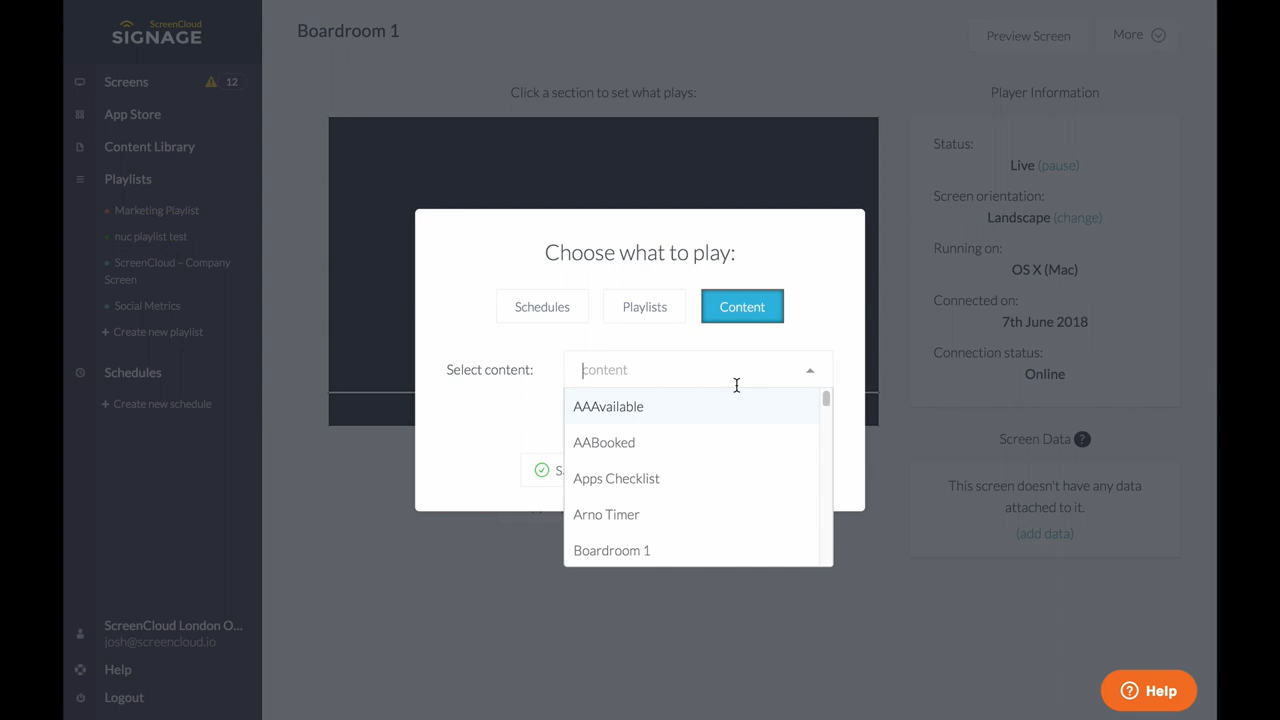 ScreenCloud
SIGNAGE
Screens
12
App Store
Content Library
Playlists
Marketing Playlist
nuc playlist test
ScreenCloud – Company
Screen
Social Metrics
+ Create new playlist
Schedules
+ Create new schedule
ScreenCloud London O...
josh@screencloud.io
Help
Logout
Boardroom 1
Preview Screen
More
Click a section to set what plays:
Choose what to play:
Schedules
Playlists
Content
Select content:
content
AAAvailable
AABooked
Apps Checklist
Arno Timer
Boardroom 1
Player Information
Status:
Live (pause)
Screen orientation:
Landscape (change)
Running on:
OS X (Mac)
Connected on:
7th June 2018
Connection status:
Online
Screen Data ?
This screen doesn't have any data
attached to it.
(add data)
? Help